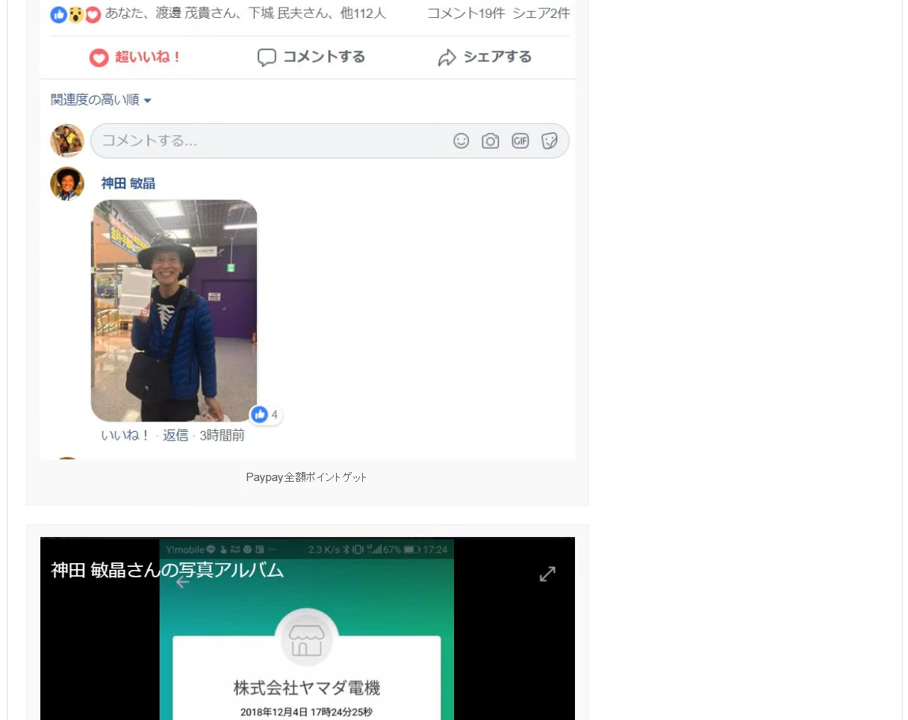 あなた、渡邊 茂貴さん、下城 民夫さん、他112人 コメント19件 シェア2件
超いいね！ コメントする シェアする
関連度の高い順
コメントする...
GIF
神田 敏晶
4
いいね！ · 返信 · 3時間前
Paypay全額ポイントゲット
Y!mobile 2.3 K/s 67% 17:24
神田 敏晶さんの写真アルバム
株式会社ヤマダ電機
2018年12月4日 17時24分25秒